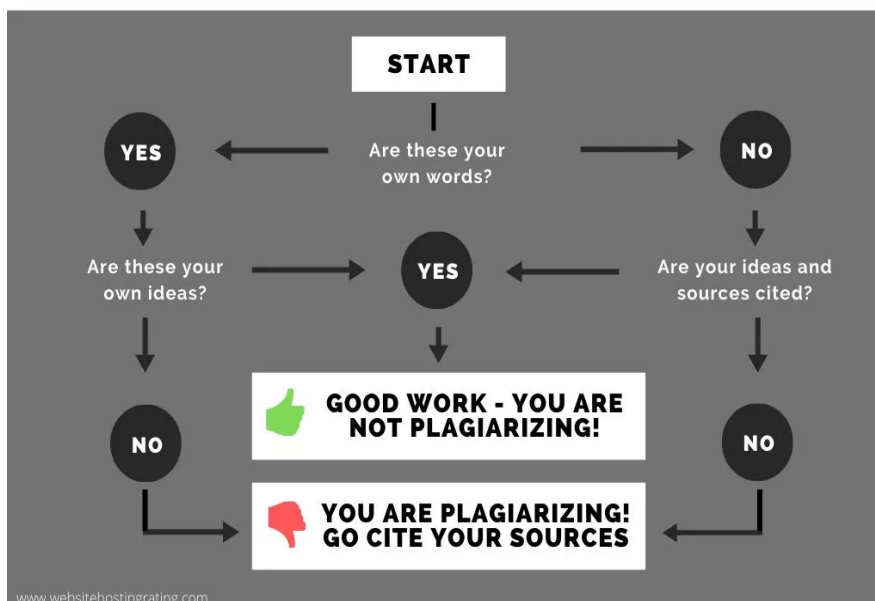 START
Are these your
own words?
YES
NO
Are these your
own ideas?
YES
Are your ideas and
sources cited?
GOOD WORK - YOU ARE
NOT PLAGIARIZING!
NO
NO
YOU ARE PLAGIARIZING!
GO CITE YOUR SOURCES
www.websitehostingrating.com